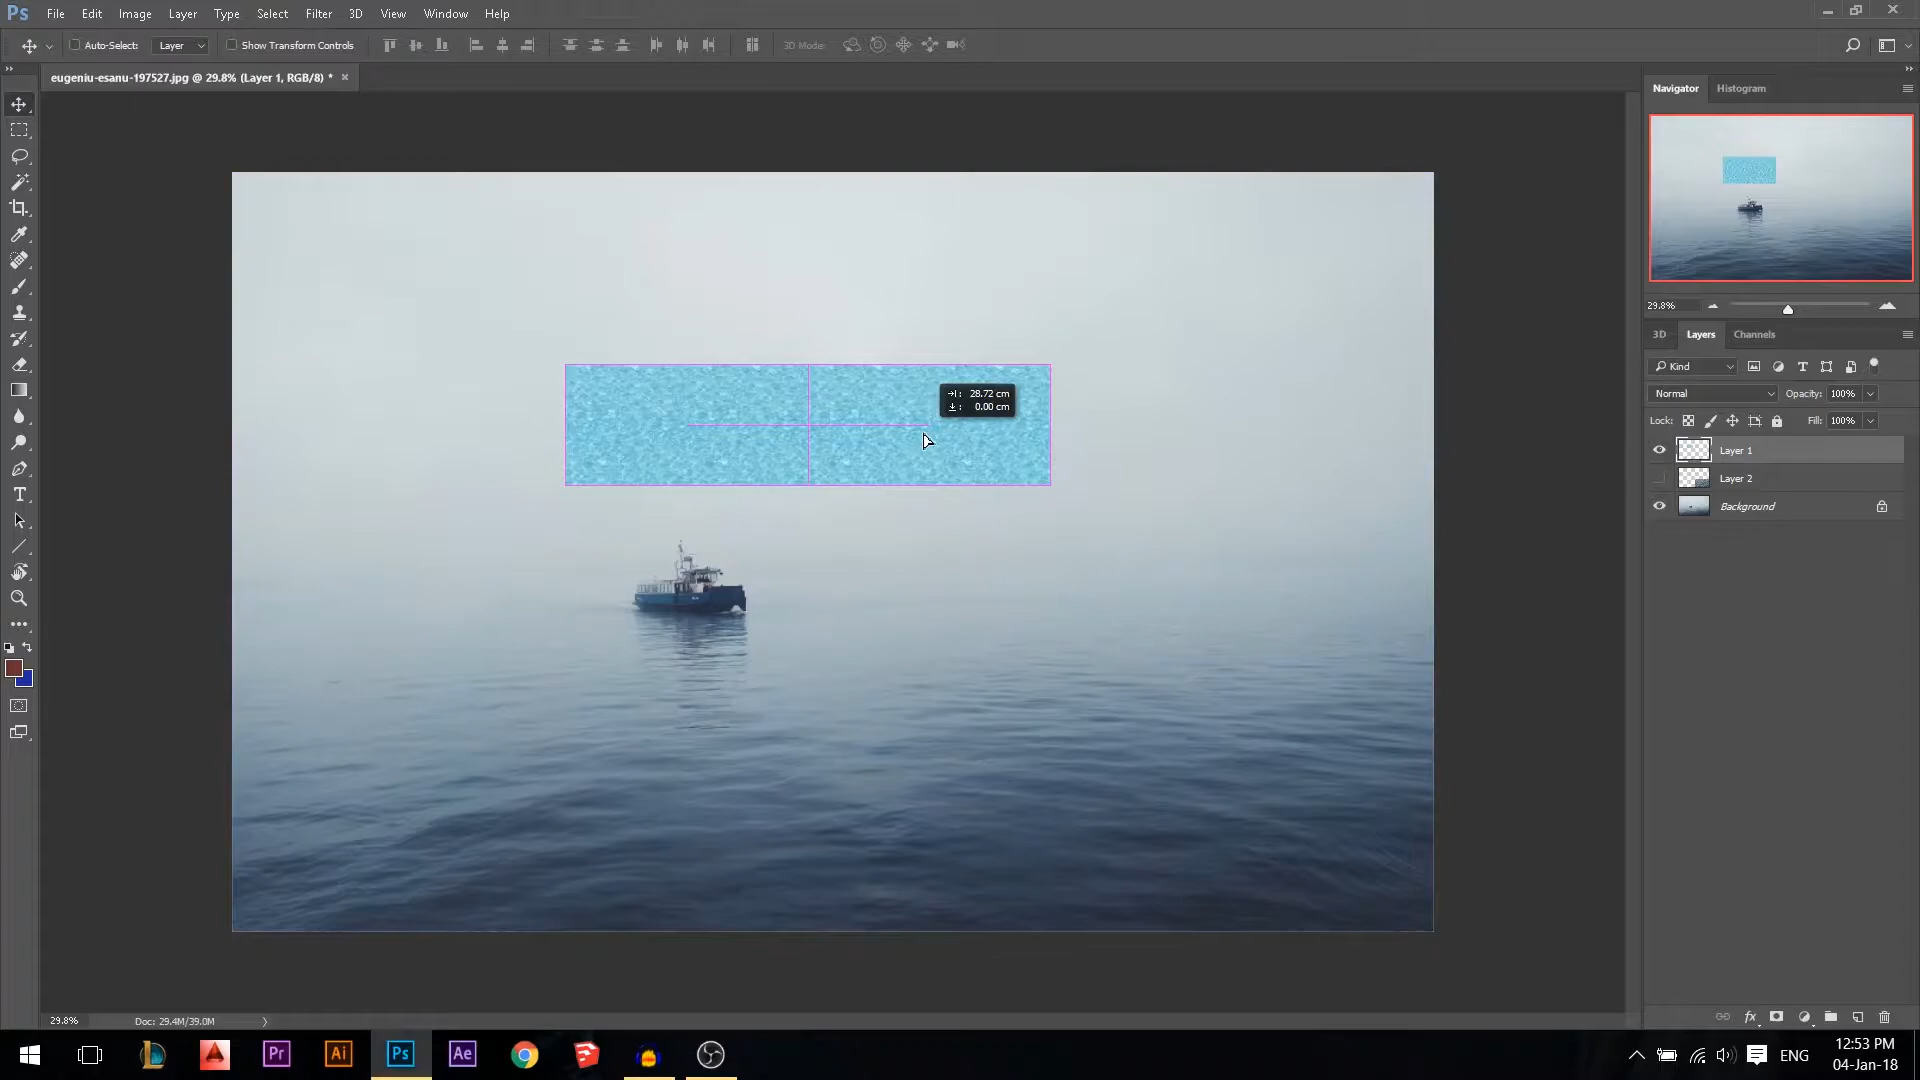 Ps File Edit Image Layer Type Select Filter 3D View Window Help
Auto-Select: Layer Show Transform Controls 3D Mode:
eugeniu-esanu-197527.jpg @ 29.8% (Layer 1, RGB/8) *
Navigator Histogram
29.8%
3D Layers Channels
Kind
Normal Opacity: 100%
Lock: Fill: 100%
Layer 1
Layer 2
Background
28.72 cm
0.00 cm
29.8% Doc: 29.4M/39.0M
Pr Ai Ps Ae
ENG
12:53 PM
04-Jan-18